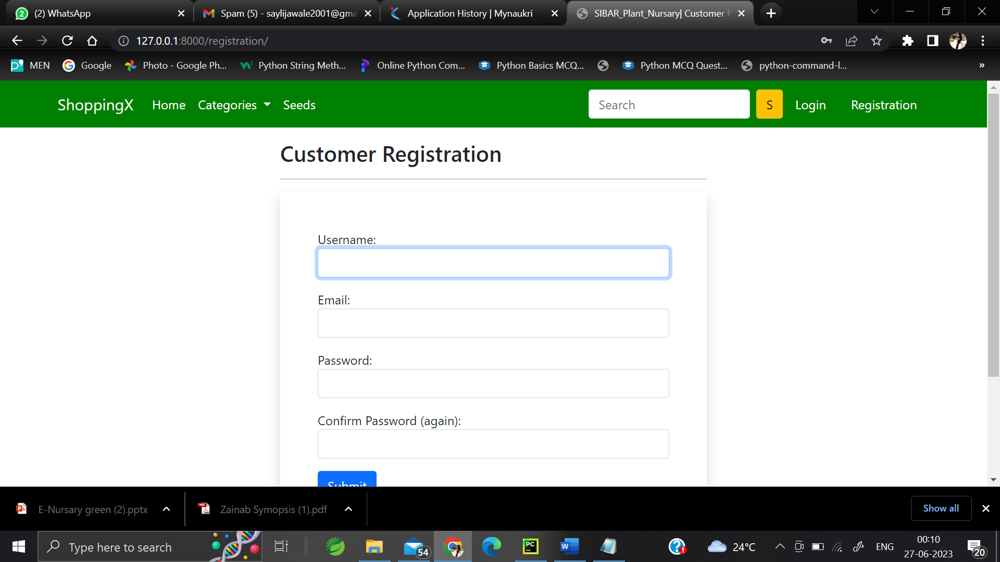 (2) WhatsApp
Spam (5) - saylijawale2001@gma
Application History | Mynaukri
SIBAR_Plant_Nursary| Customer R
127.0.0.1:8000/registration/
MEN
Google
Photo - Google Ph...
Python String Meth...
Online Python Com...
Python Basics MCQ...
Python MCQ Quest...
python-command-l...
»
ShoppingX
Home
Categories
Seeds
Search
S
Login
Registration
Customer Registration
Username:
Email:
Password:
Confirm Password (again):
Submit
E-Nursary green (2).pptx
Zainab Symopsis (1).pdf
Show all
Type here to search
54
PC
W
24°C
ENG
00:10
27-06-2023
20